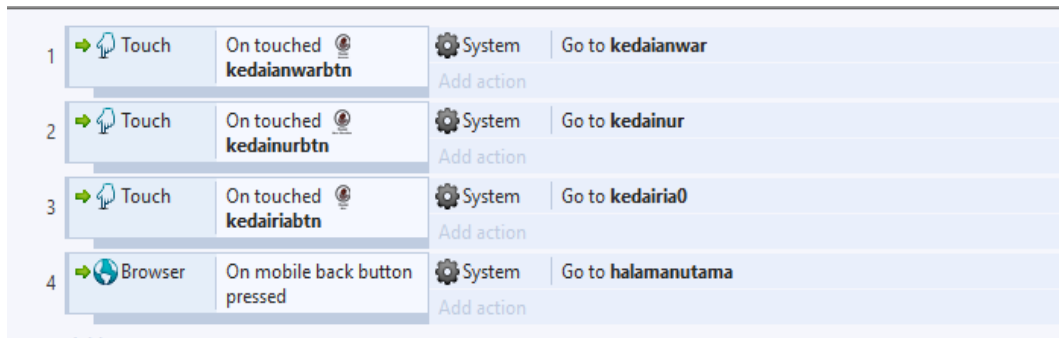 1 Touch On touched System Go to kedaianwar
kedaianwarbtn Add action
2 Touch On touched System Go to kedainur
kedainurbtn Add action
3 Touch On touched System Go to kedairia0
kedairiabtn Add action
4 Browser On mobile back button System Go to halamanutama
pressed Add action